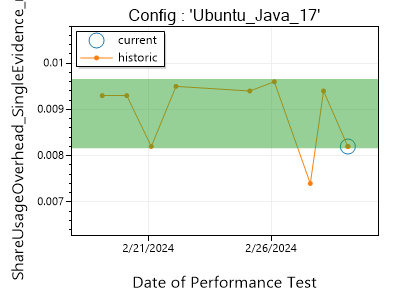 Config : 'Ubuntu_Java_17'
current
historic
0.01
0.009
0.008
0.007
2/21/2024
2/26/2024
Date of Performance Test
ShareUsageOverhead_SingleEvidence_